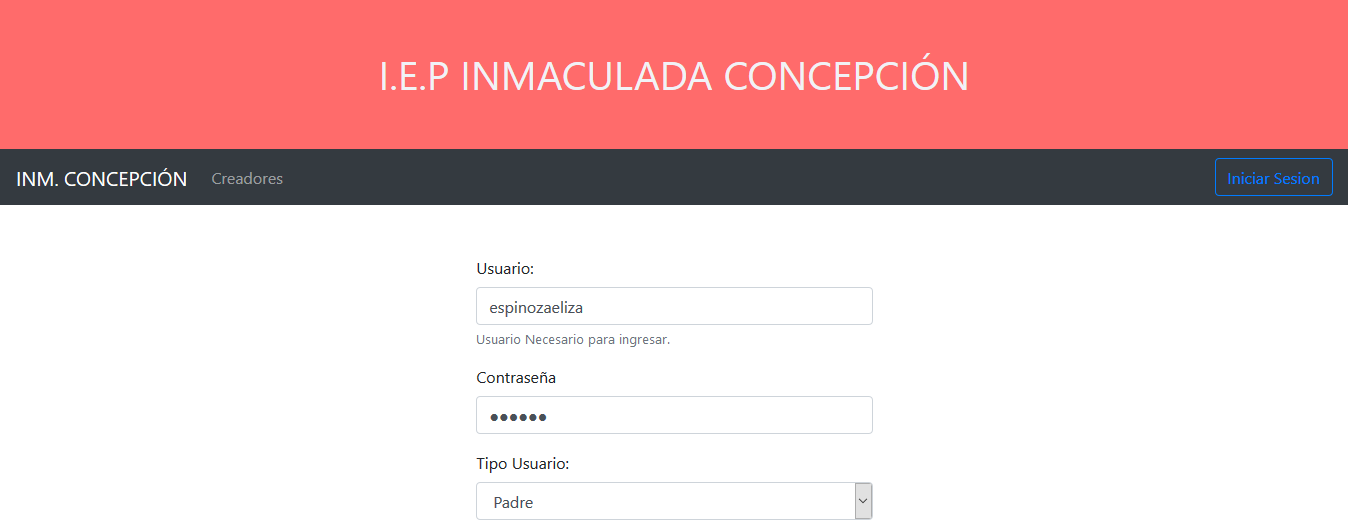 I.E.P INMACULADA CONCEPCIÓN
INM. CONCEPCIÓN Creadores Iniciar Sesion
Usuario:
espinozaeliza
Usuario Necesario para ingresar.
Contraseña
●●●●●●
Tipo Usuario:
Padre